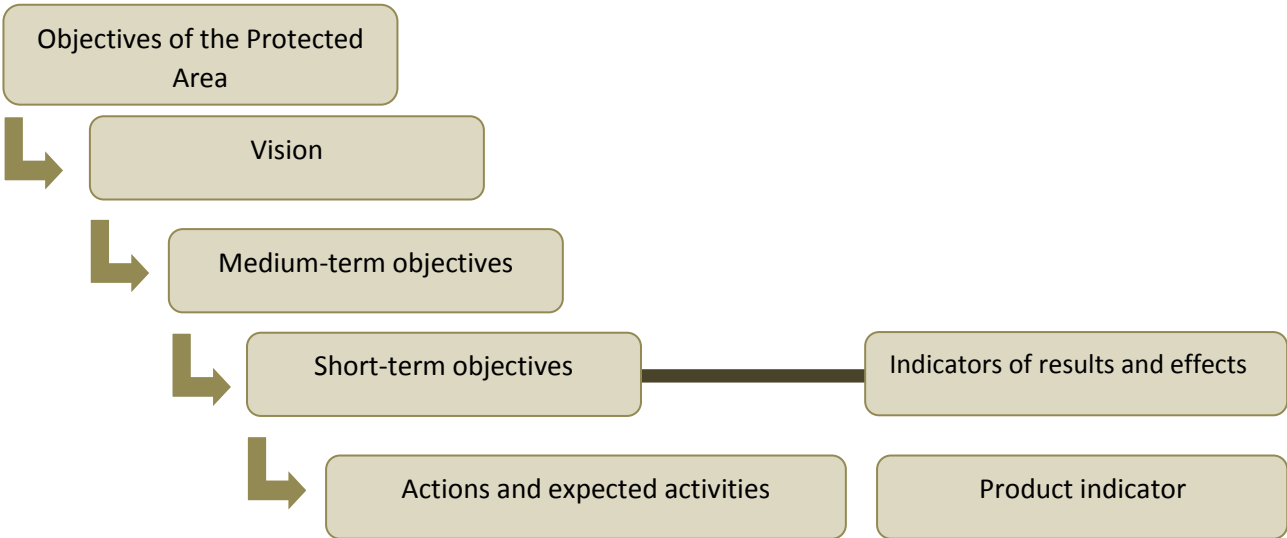 Objectives of the Protected
Area
Vision
Medium-term objectives
Short-term objectives
Indicators of results and effects
Actions and expected activities
Product indicator